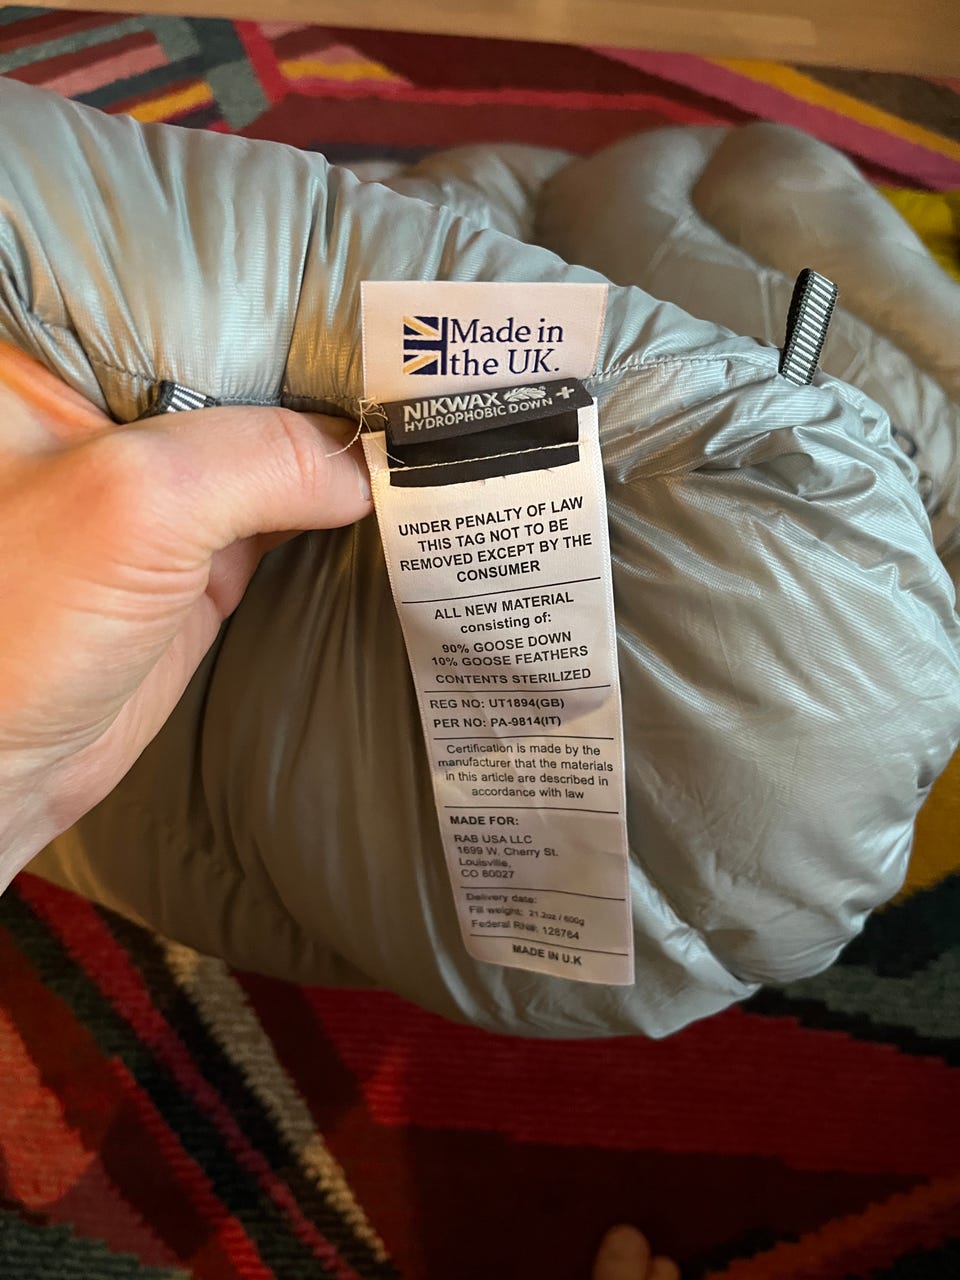 Made in
the UK.
NIKWAX +
HYDROPHOBIC DOWN
UNDER PENALTY OF LAW
THIS TAG NOT TO BE
REMOVED EXCEPT BY THE
CONSUMER
ALL NEW MATERIAL
consisting of:
90% GOOSE DOWN
10% GOOSE FEATHERS
CONTENTS STERILIZED
REG NO: UT1894(GB)
PER NO: PA-9814(IT)
Certification is made by the
manufacturer that the materials
in this article are described in
accordance with law
MADE FOR:
RAB USA LLC
1699 W. Cherry St.
Louisville,
CO 80027
Delivery date:
Fill weight: 21.2oz / 600g
Federal RN#: 128764
MADE IN U.K